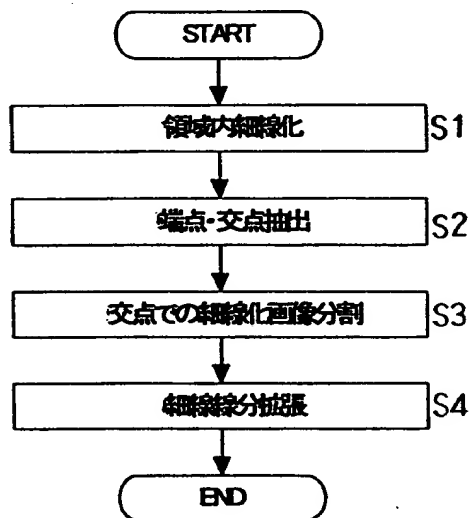 START
領域内細線化 S1
端点・交点抽出 S2
交点での細線化画像分割 S3
細線線分拡張 S4
END